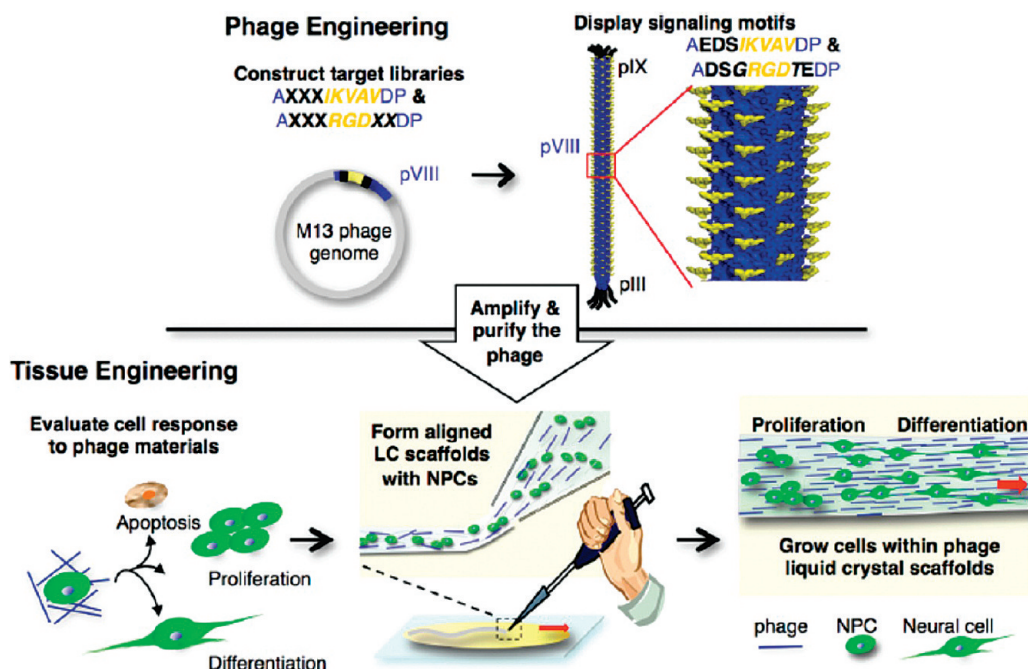 Phage Engineering
Construct target libraries
AXXXIKVAVDP &
AXXXRGDXXDP
pVIII
M13 phage
genome
Display signaling motifs
AEDSIKVAVDP &
ADSGRGDTEDP
pIX
pVIII
pIII
Amplify &
purify the
phage
Tissue Engineering
Evaluate cell response
to phage materials
Apoptosis
Proliferation
Differentiation
Form aligned
LC scaffolds
with NPCs
Proliferation Differentiation
Grow cells within phage
liquid crystal scaffolds
phage NPC Neural cell